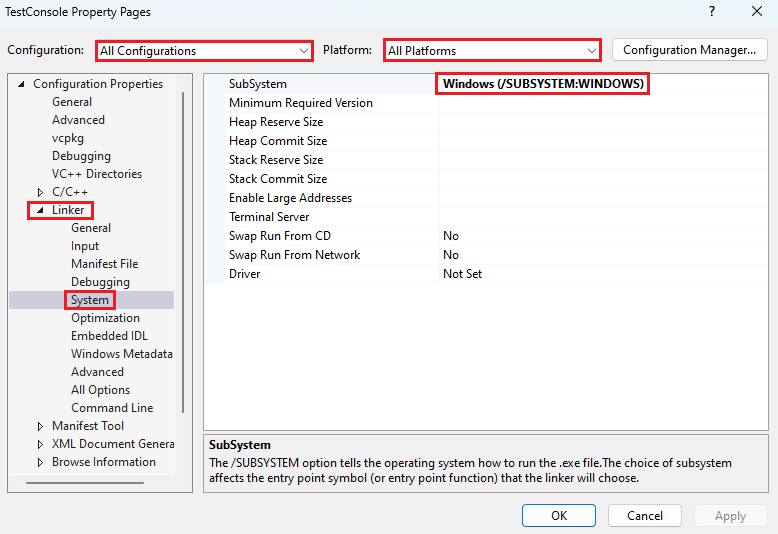 TestConsole Property Pages
?
Configuration: All Configurations Platform: All Platforms Configuration Manager...
Configuration Properties
General
Advanced
vcpkg
Debugging
VC++ Directories
C/C++
Linker
General
Input
Manifest File
Debugging
System
Optimization
Embedded IDL
Windows Metadata
Advanced
All Options
Command Line
Manifest Tool
XML Document Genera
Browse Information
SubSystem Windows (/SUBSYSTEM:WINDOWS)
Minimum Required Version
Heap Reserve Size
Heap Commit Size
Stack Reserve Size
Stack Commit Size
Enable Large Addresses
Terminal Server
Swap Run From CD No
Swap Run From Network No
Driver Not Set
SubSystem
The /SUBSYSTEM option tells the operating system how to run the .exe file.The choice of subsystem
affects the entry point symbol (or entry point function) that the linker will choose.
OK Cancel Apply